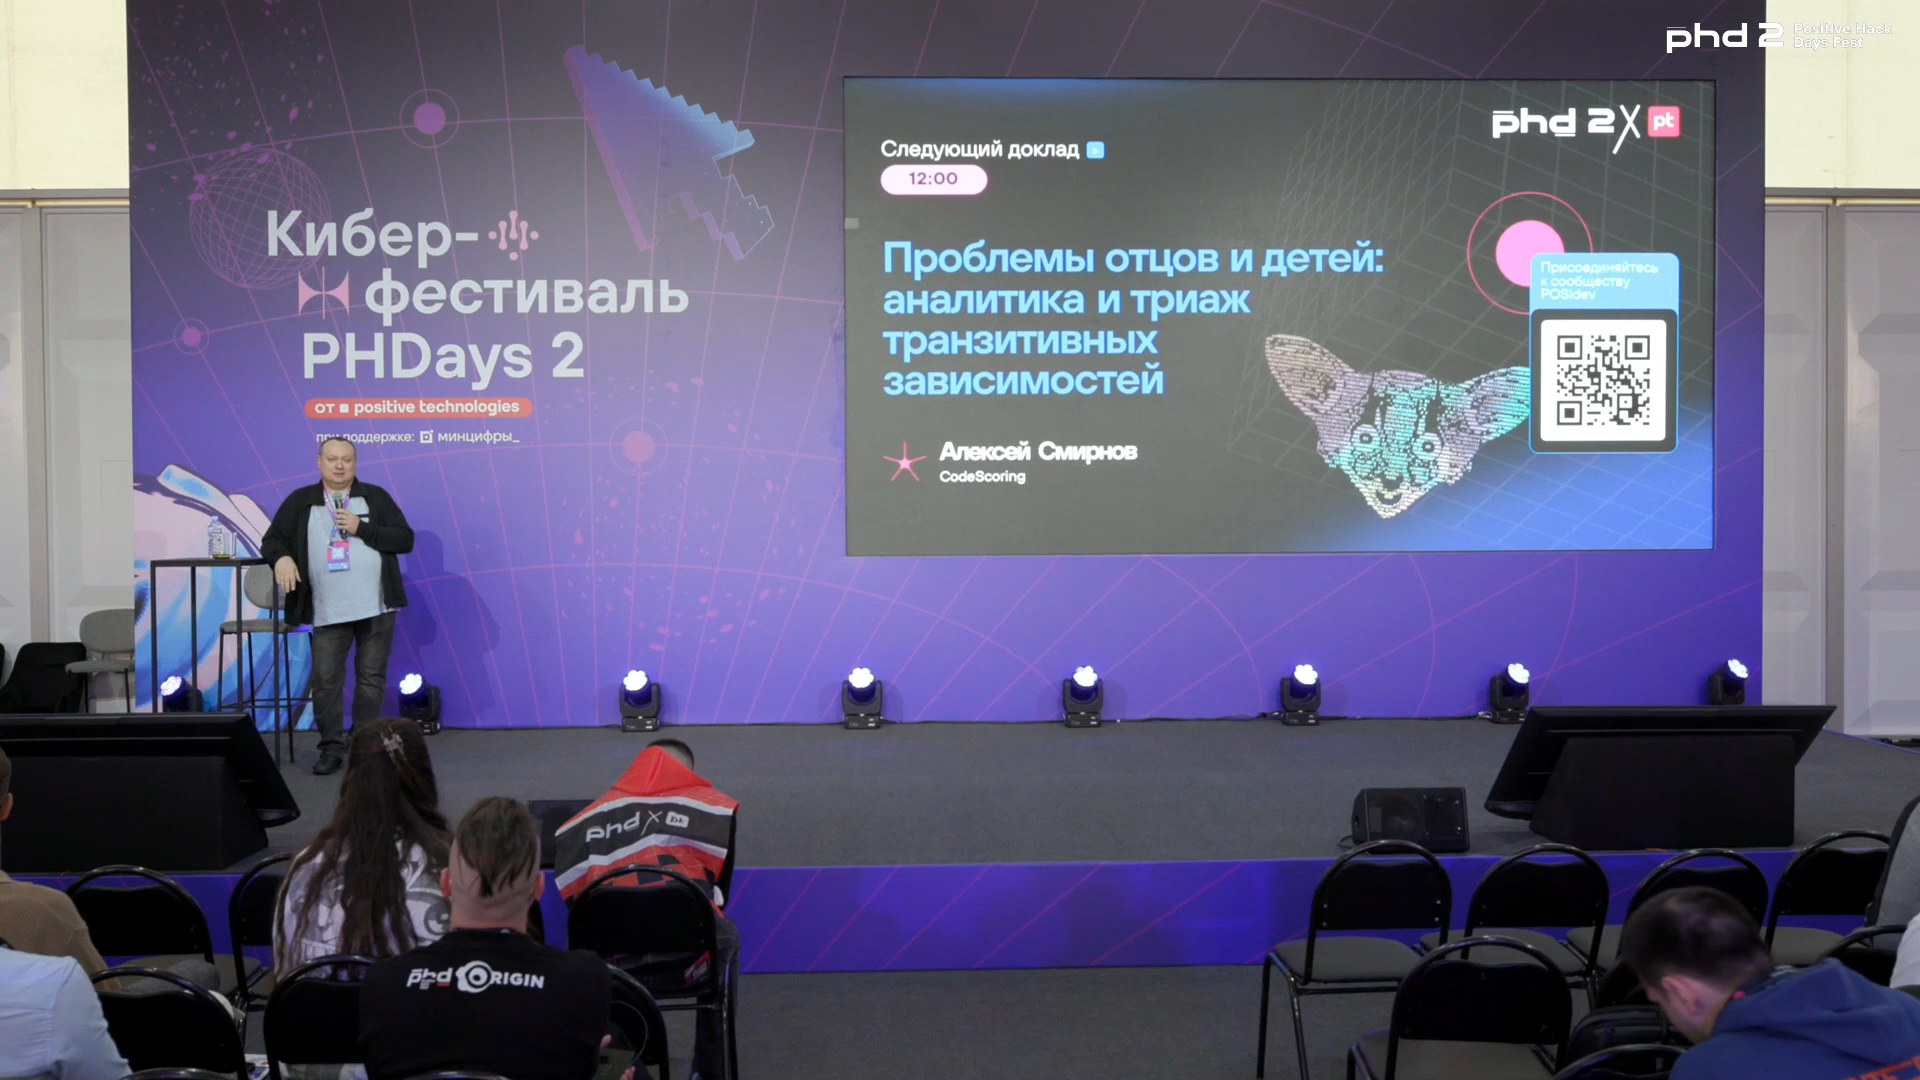 phd 2 Positive Hack
Days Fest
Кибер-
фестиваль
PHDays 2
от positive technologies
при поддержке: минцифры_
phd 2 X pt
Следующий доклад
12:00
Проблемы отцов и детей:
аналитика и триаж
транзитивных
зависимостей
Алексей Смирнов
CodeScoring
Присоединяйтесь
к сообществу
POSIdev
phd X pt
phd ORIGIN